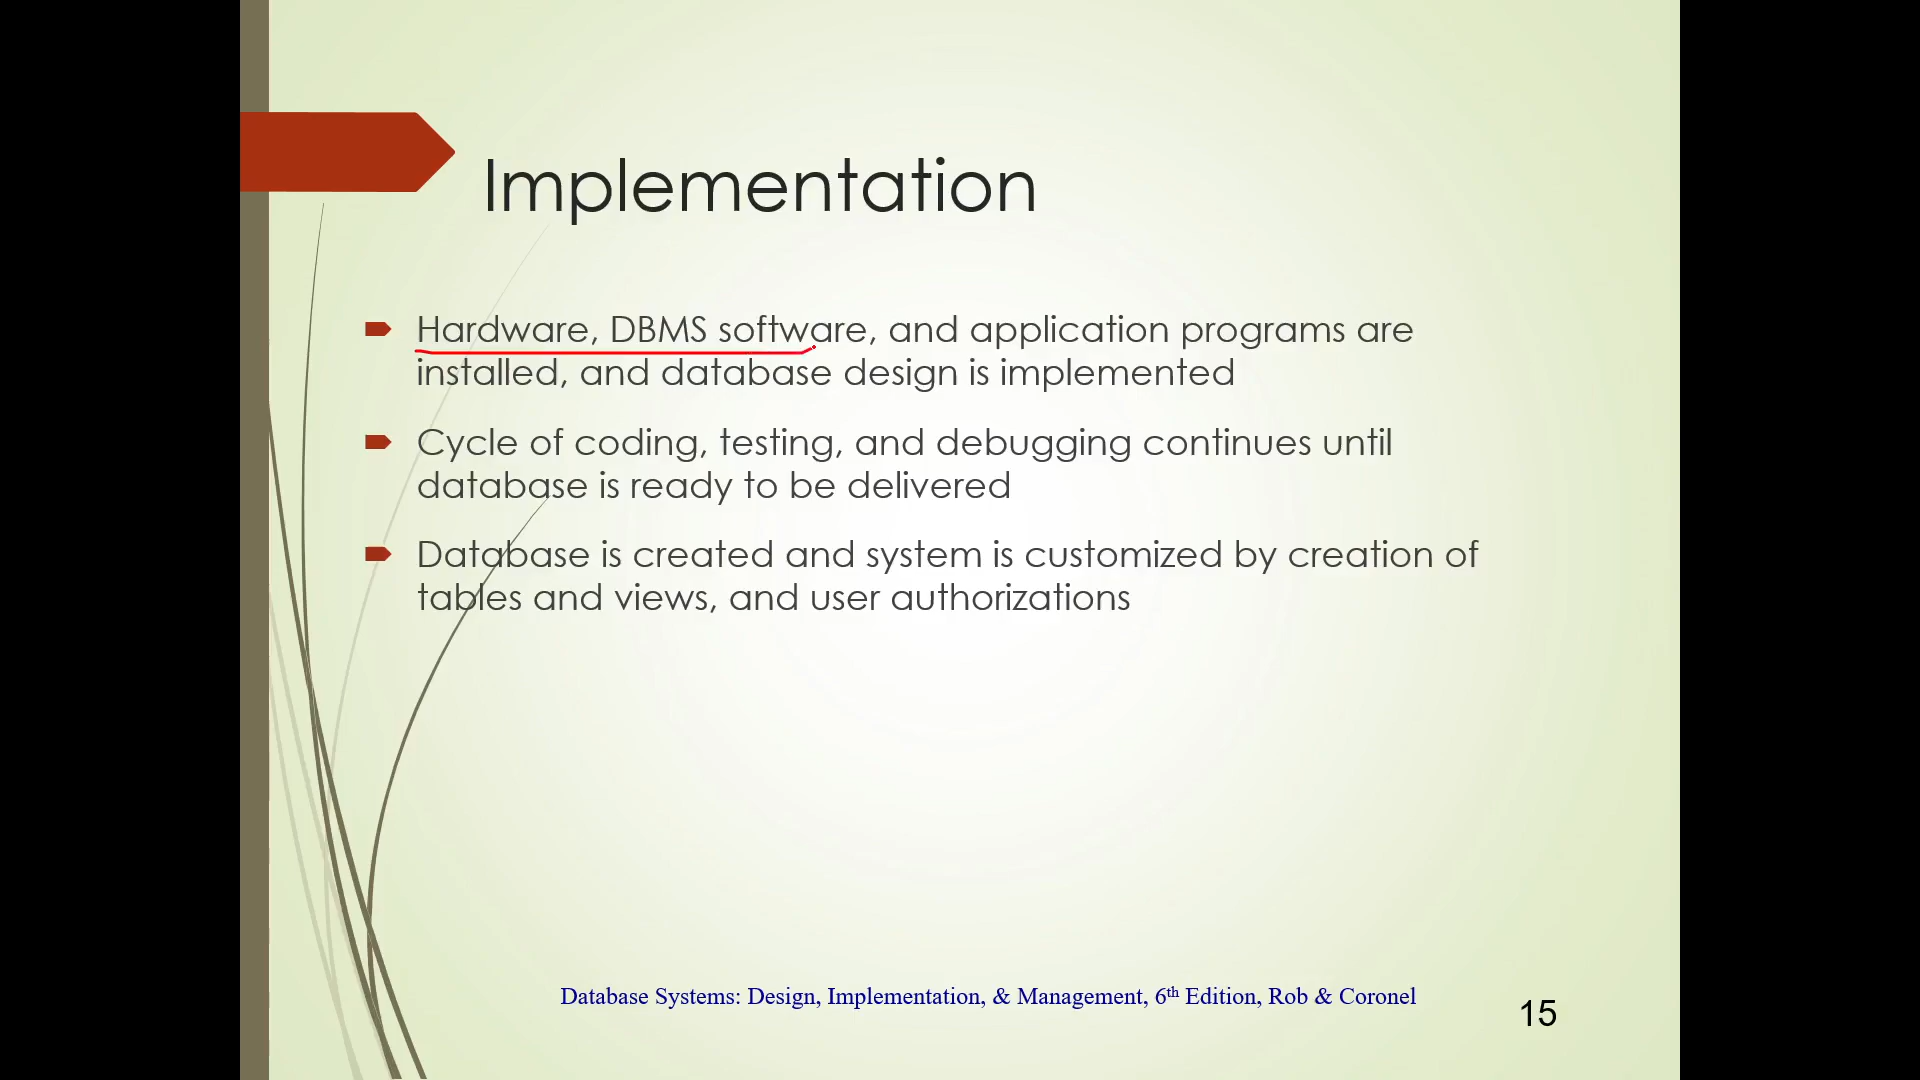 Implementation
Hardware, DBMS software, and application programs are
installed, and database design is implemented
Cycle of coding, testing, and debugging continues until
database is ready to be delivered
Database is created and system is customized by creation of
tables and views, and user authorizations
Database Systems: Design, Implementation, & Management, 6th Edition, Rob & Coronel
15